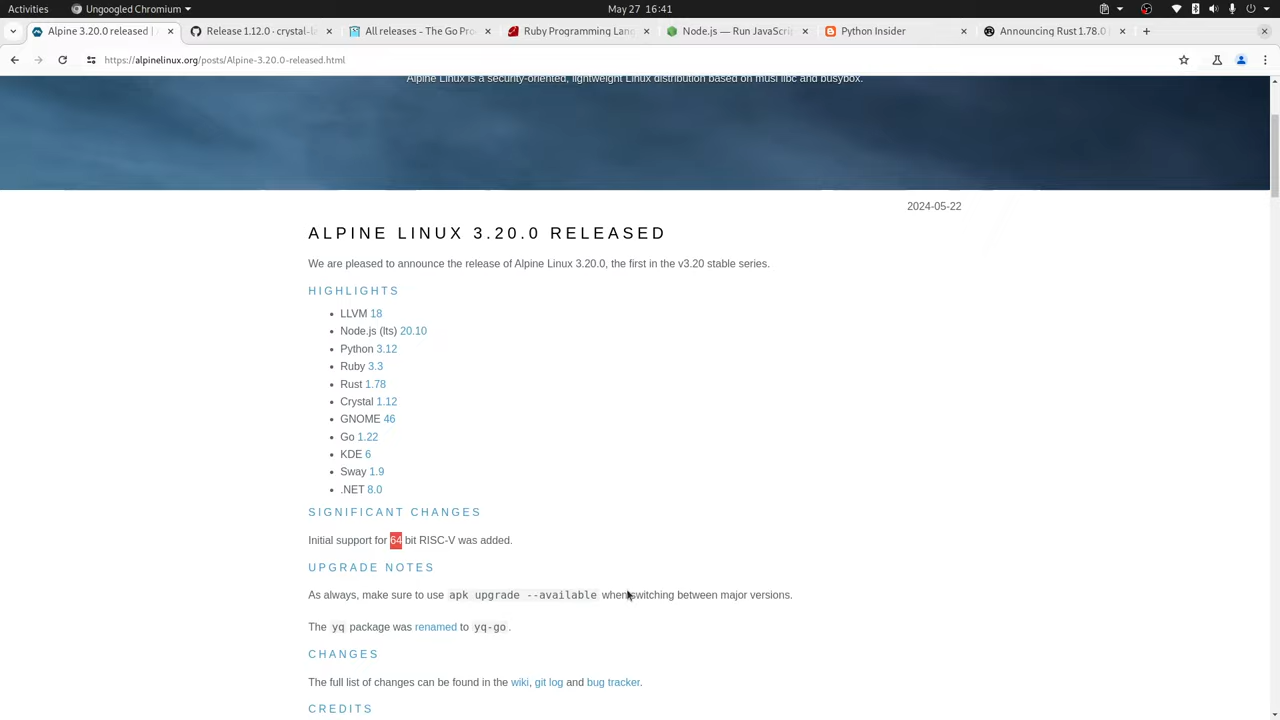 Activities
Ungoogled Chromium
May 27 16:41
Alpine 3.20.0 released |
Release 1.12.0 · crystal-la
All releases - The Go Pro
Ruby Programming Lang
Node.js — Run JavaScri
Python Insider
Announcing Rust 1.78.0
https://alpinelinux.org/posts/Alpine-3.20.0-released.html
Alpine Linux is a security-oriented, lightweight Linux distribution based on musl libc and busybox.
2024-05-22
ALPINE LINUX 3.20.0 RELEASED
We are pleased to announce the release of Alpine Linux 3.20.0, the first in the v3.20 stable series.
HIGHLIGHTS
LLVM 18
Node.js (lts) 20.10
Python 3.12
Ruby 3.3
Rust 1.78
Crystal 1.12
GNOME 46
Go 1.22
KDE 6
Sway 1.9
.NET 8.0
SIGNIFICANT CHANGES
Initial support for 64 bit RISC-V was added.
UPGRADE NOTES
As always, make sure to use apk upgrade --available when switching between major versions.
The yq package was renamed to yq-go.
CHANGES
The full list of changes can be found in the wiki, git log and bug tracker.
CREDITS